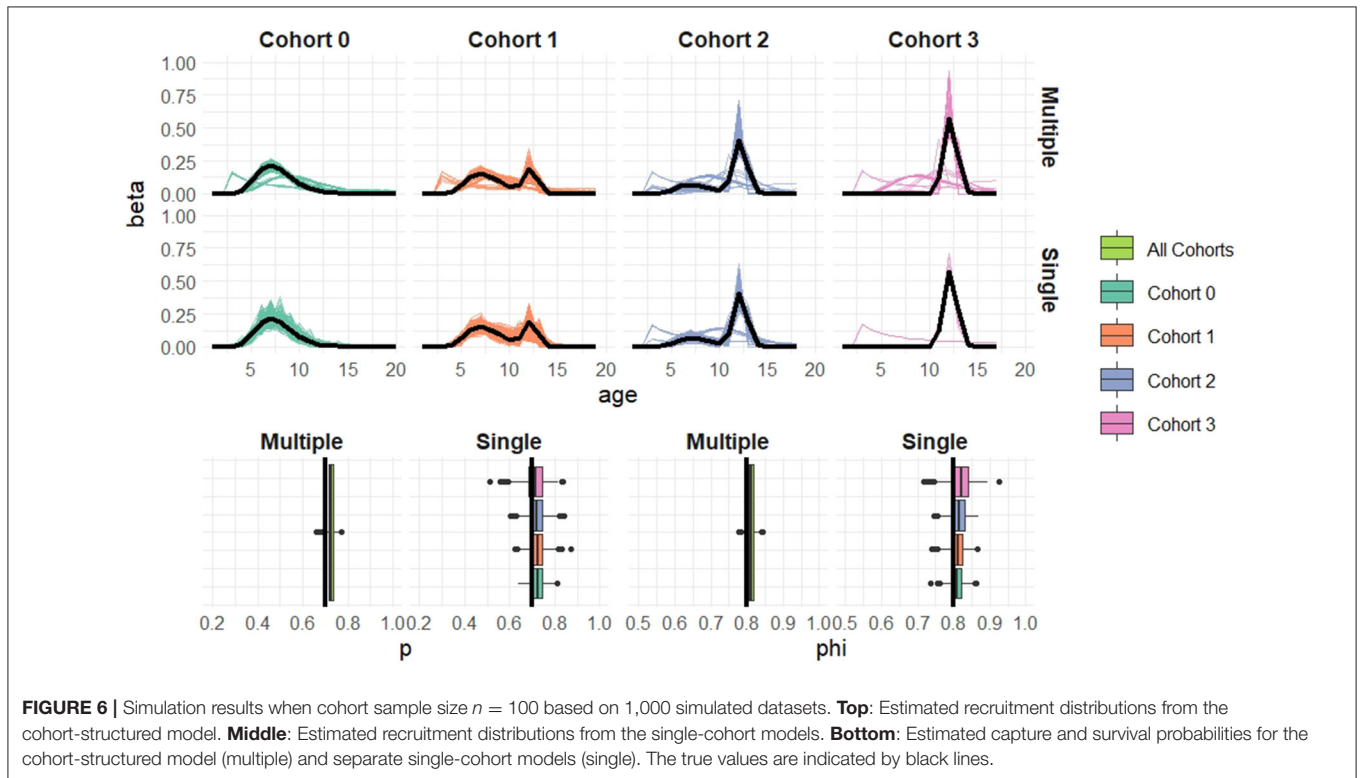 Cohort 0 Cohort 1 Cohort 2 Cohort 3
1.00
0.75
0.50
0.25
0.00
Multiple
beta
1.00
0.75
0.50
0.25
0.00
Single
5 10 15 20 5 10 15 20 5 10 15 20 5 10 15 20
age
All Cohorts
Cohort 0
Cohort 1
Cohort 2
Cohort 3
Multiple Single Multiple Single
0.2 0.4 0.6 0.8 1.0 0.2 0.4 0.6 0.8 1.0 0.5 0.6 0.7 0.8 0.9 1.0 0.5 0.6 0.7 0.8 0.9 1.0
p phi
FIGURE 6 | Simulation results when cohort sample size n = 100 based on 1,000 simulated datasets. Top: Estimated recruitment distributions from the
cohort-structured model. Middle: Estimated recruitment distributions from the single-cohort models. Bottom: Estimated capture and survival probabilities for the
cohort-structured model (multiple) and separate single-cohort models (single). The true values are indicated by black lines.